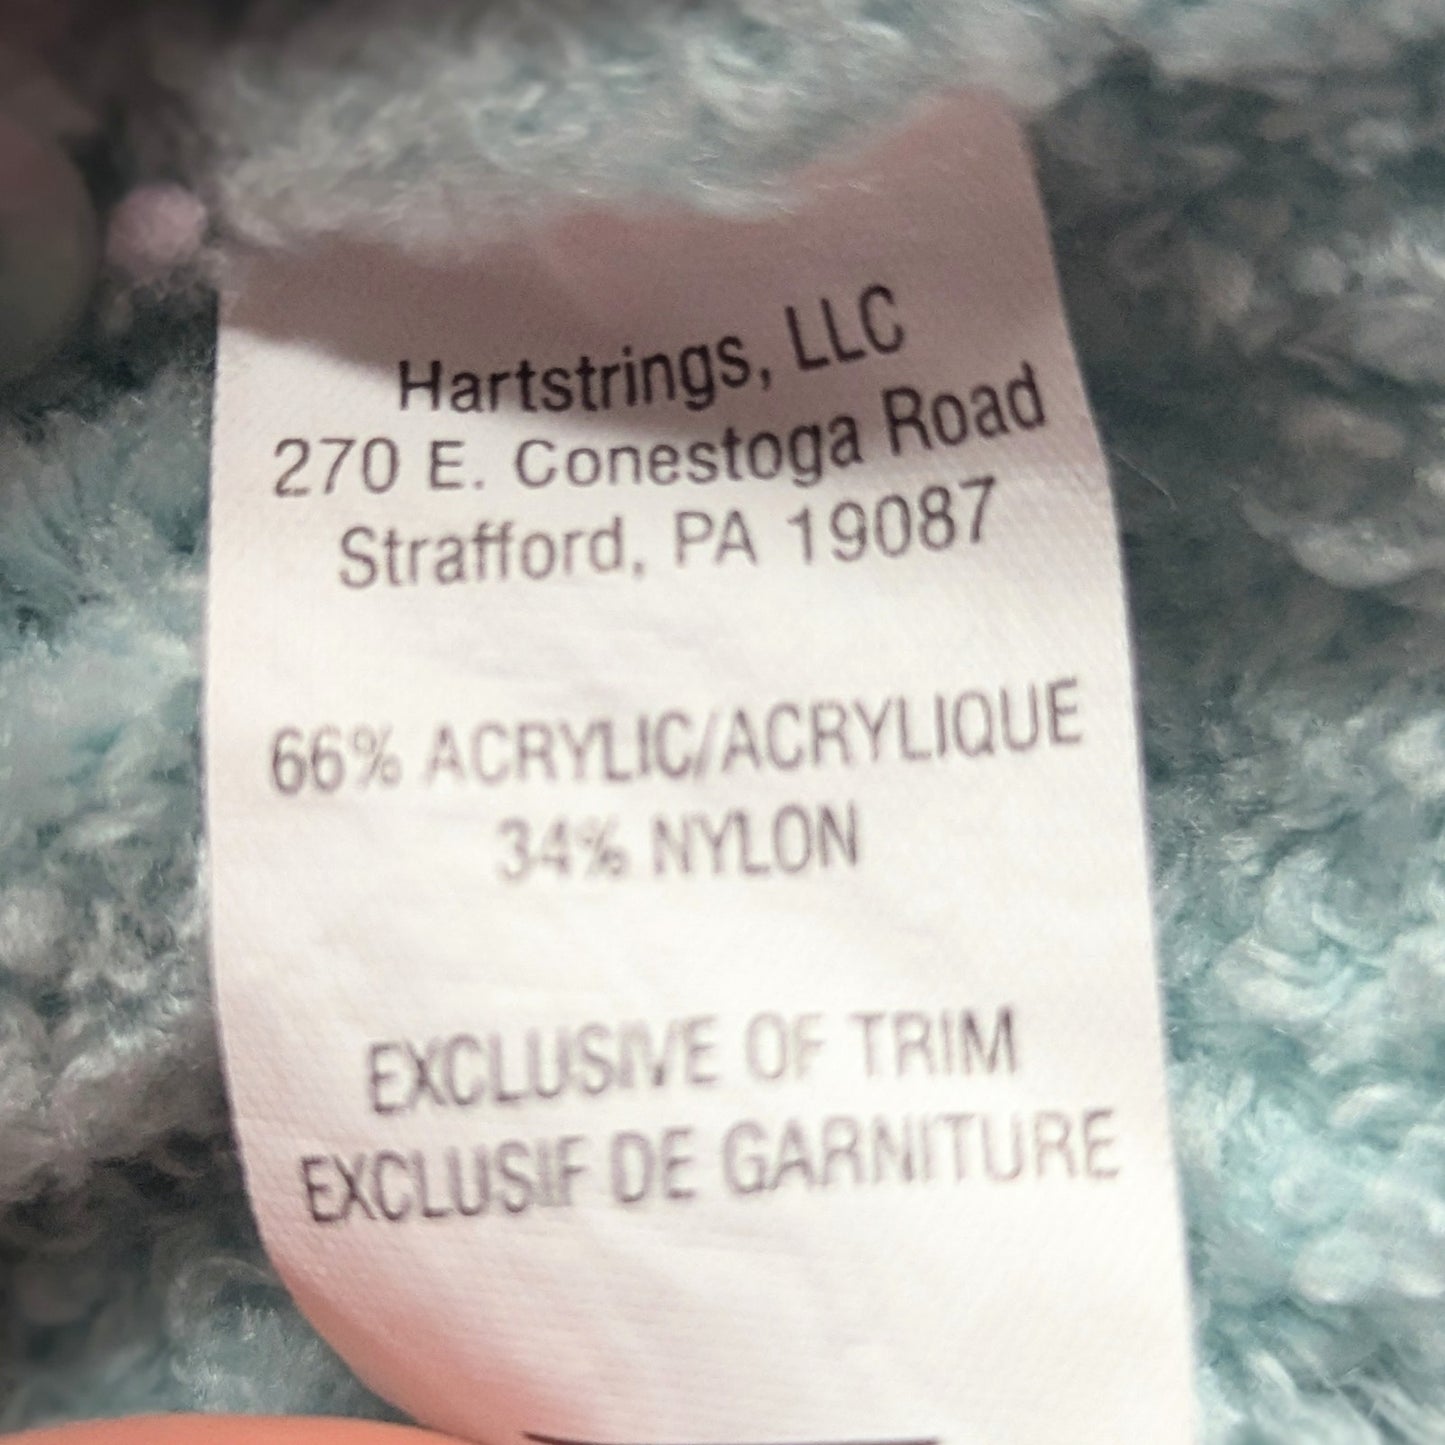 Hartstrings, LLC
270 E. Conestoga Road
Strafford, PA 19087
66% ACRYLIC/ACRYLIQUE
34% NYLON
EXCLUSIVE OF TRIM
EXCLUSIF DE GARNITURE